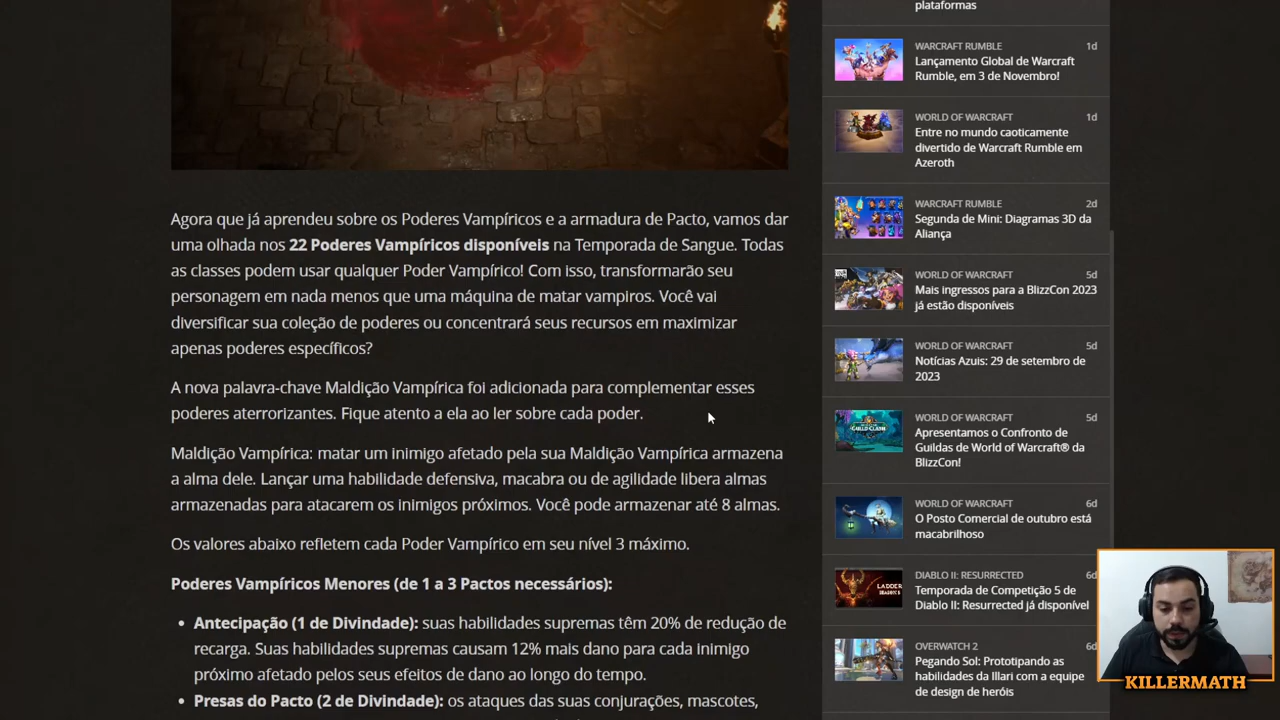 Agora que já aprendeu sobre os Poderes Vampíricos e a armadura de Pacto, vamos dar
uma olhada nos 22 Poderes Vampíricos disponíveis na Temporada de Sangue. Todas
as classes podem usar qualquer Poder Vampírico! Com isso, transformarão seu
personagem em nada menos que uma máquina de matar vampiros. Você vai
diversificar sua coleção de poderes ou concentrará seus recursos em maximizar
apenas poderes específicos?
A nova palavra-chave Maldição Vampírica foi adicionada para complementar esses
poderes aterrorizantes. Fique atento a ela ao ler sobre cada poder.
Maldição Vampírica: matar um inimigo afetado pela sua Maldição Vampírica armazena
a alma dele. Lançar uma habilidade defensiva, macabra ou de agilidade libera almas
armazenadas para atacarem os inimigos próximos. Você pode armazenar até 8 almas.
Os valores abaixo refletem cada Poder Vampírico em seu nível 3 máximo.
Poderes Vampíricos Menores (de 1 a 3 Pactos necessários):
• Antecipação (1 de Divindade): suas habilidades supremas têm 20% de redução de
recarga. Suas habilidades supremas causam 12% mais dano para cada inimigo
próximo afetado pelos seus efeitos de dano ao longo do tempo.
• Presas do Pacto (2 de Divindade): os ataques das suas conjurações, mascotes,
plataformas
WARCRAFT RUMBLE 1d
Lançamento Global de Warcraft
Rumble, em 3 de Novembro!
WORLD OF WARCRAFT 1d
Entre no mundo caoticamente
divertido de Warcraft Rumble em
Azeroth
WARCRAFT RUMBLE 2d
Segunda de Mini: Diagramas 3D da
Aliança
WORLD OF WARCRAFT 5d
Mais ingressos para a BlizzCon 2023
já estão disponíveis
WORLD OF WARCRAFT 5d
Notícias Azuis: 29 de setembro de
2023
WORLD OF WARCRAFT 5d
Apresentamos o Confronto de
Guildas de World of Warcraft® da
BlizzCon!
WORLD OF WARCRAFT 6d
O Posto Comercial de outubro está
macabrilhoso
DIABLO II: RESURRECTED 6d
Temporada de Competição 5 de
Diablo II: Resurrected já disponível
OVERWATCH 2 6d
Pegando Sol: Prototipando as
habilidades da Illari com a equipe
de design de heróis
KILLERMATH